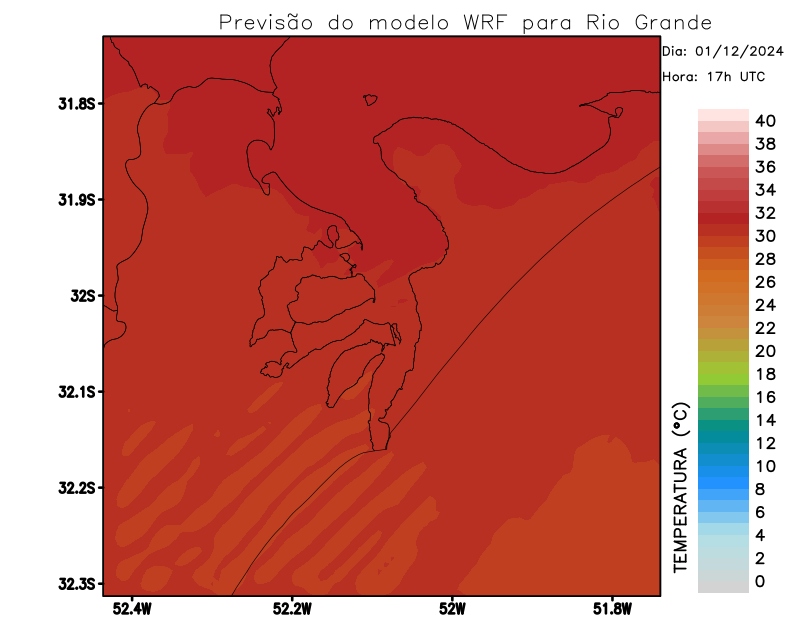 Previsão do modelo WRF para Rio Grande
Dia: 01/12/2024
Hora: 17h UTC
31.8S
31.9S
32S
32.1S
32.2S
32.3S
52.4W
52.2W
52W
51.8W
TEMPERATURA (°C)
40
38
36
34
32
30
28
26
24
22
20
18
16
14
12
10
8
6
4
2
0